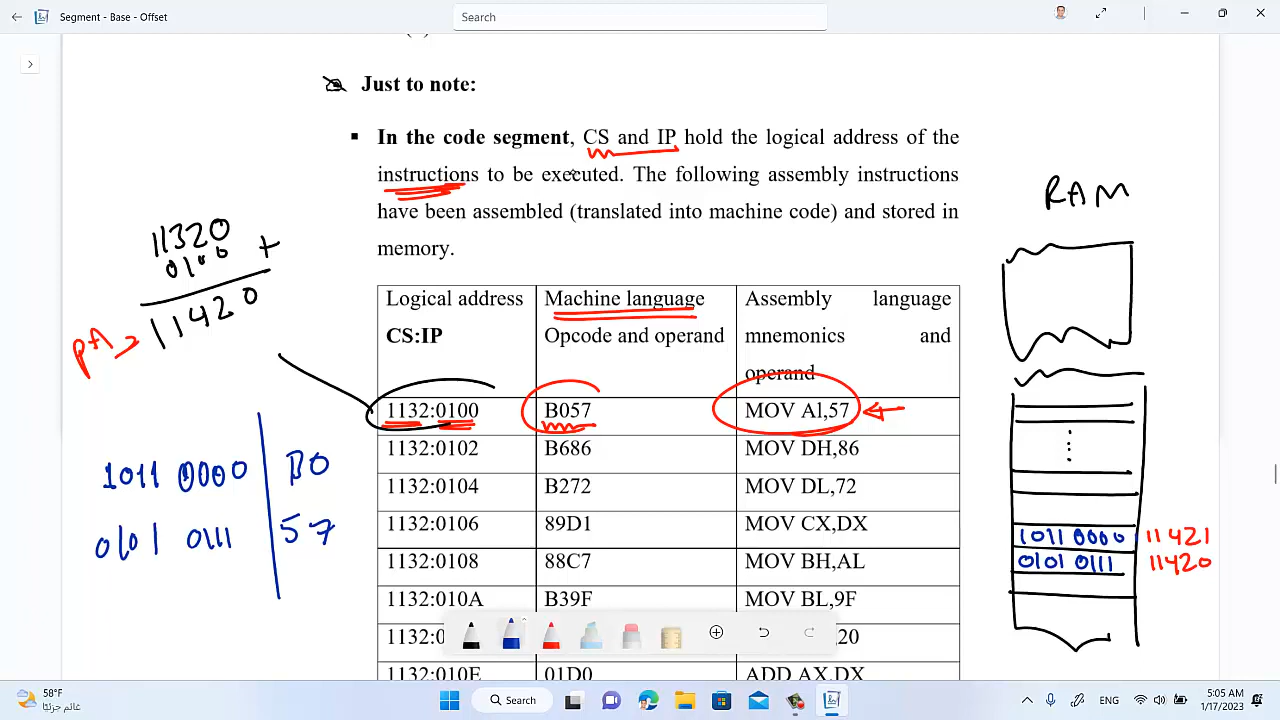 Segment - Base - Offset
Search
Just to note:
In the code segment, CS and IP hold the logical address of the
instructions to be executed. The following assembly instructions
have been assembled (translated into machine code) and stored in
memory.
Logical address Machine language Assembly language
CS:IP Opcode and operand mnemonics and
operand
1132:0100 B057 MOV Al,57
1132:0102 B686 MOV DH,86
1132:0104 B272 MOV DL,72
1132:0106 89D1 MOV CX,DX
1132:0108 88C7 MOV BH,AL
1132:010A B39F MOV BL,9F
1132:0 ,20
1132:010E 01D0 ADD AX,DX
11320
0100 +
11420
PA →
1011 0000 B0
0101 0111 57
RAM
1011 0000 11421
0101 0111 11420
58°F
غائم جزئيًا
Search
ENG
5:05 AM
1/17/2023